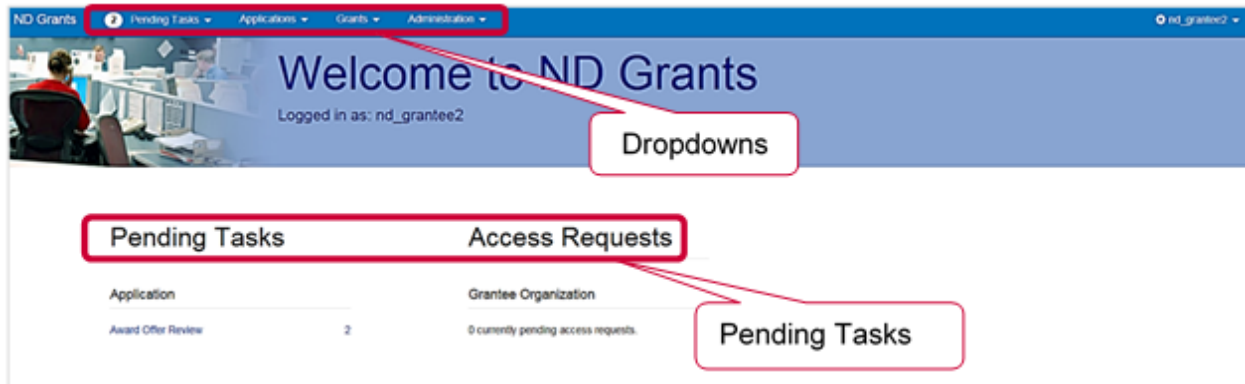 ND Grants 2 Pending Tasks Applications Grants Administration nd_grantee2
Welcome to ND Grants
Logged in as: nd_grantee2
Dropdowns
Pending Tasks Access Requests
Application Grantee Organization
Award Offer Review 2 0 currently pending access requests.
Pending Tasks